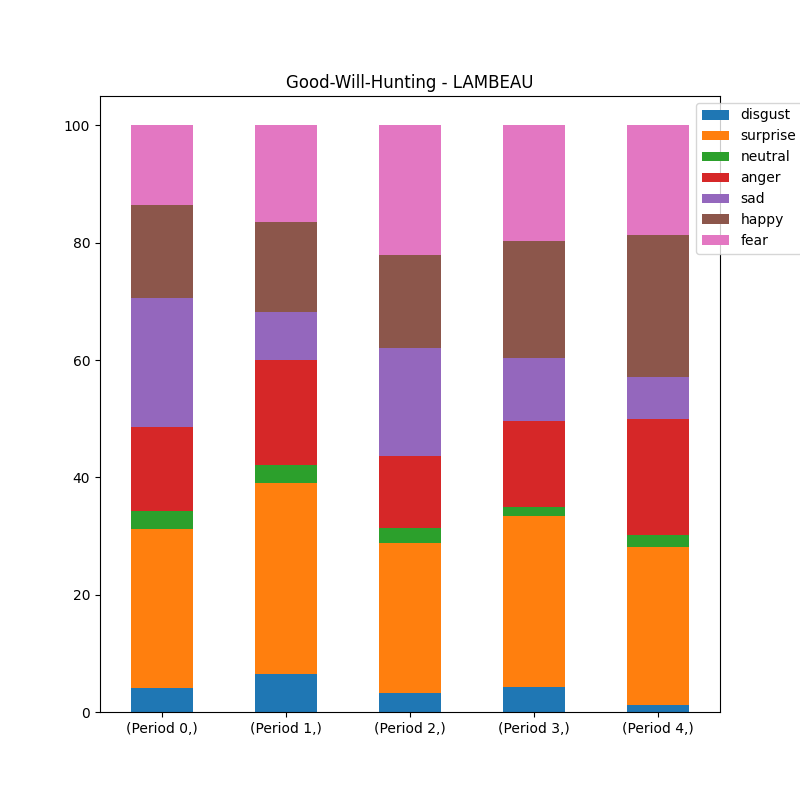 Good-Will-Hunting - LAMBEAU
100
80
60
40
20
0
(Period 0,)
(Period 1,)
(Period 2,)
(Period 3,)
(Period 4,)
disgust
surprise
neutral
anger
sad
happy
fear